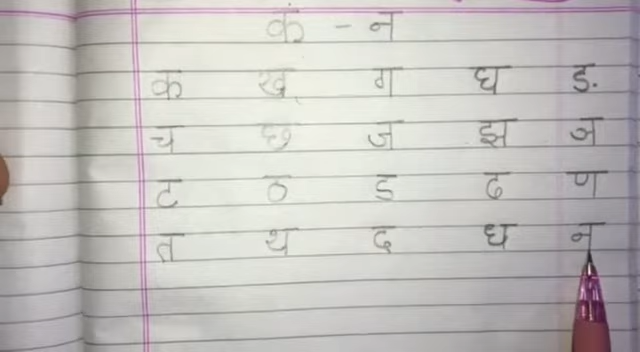 क - न
क ख ग घ ङ
च छ ज झ ञ
ट ठ ड ढ ण
त थ द ध न